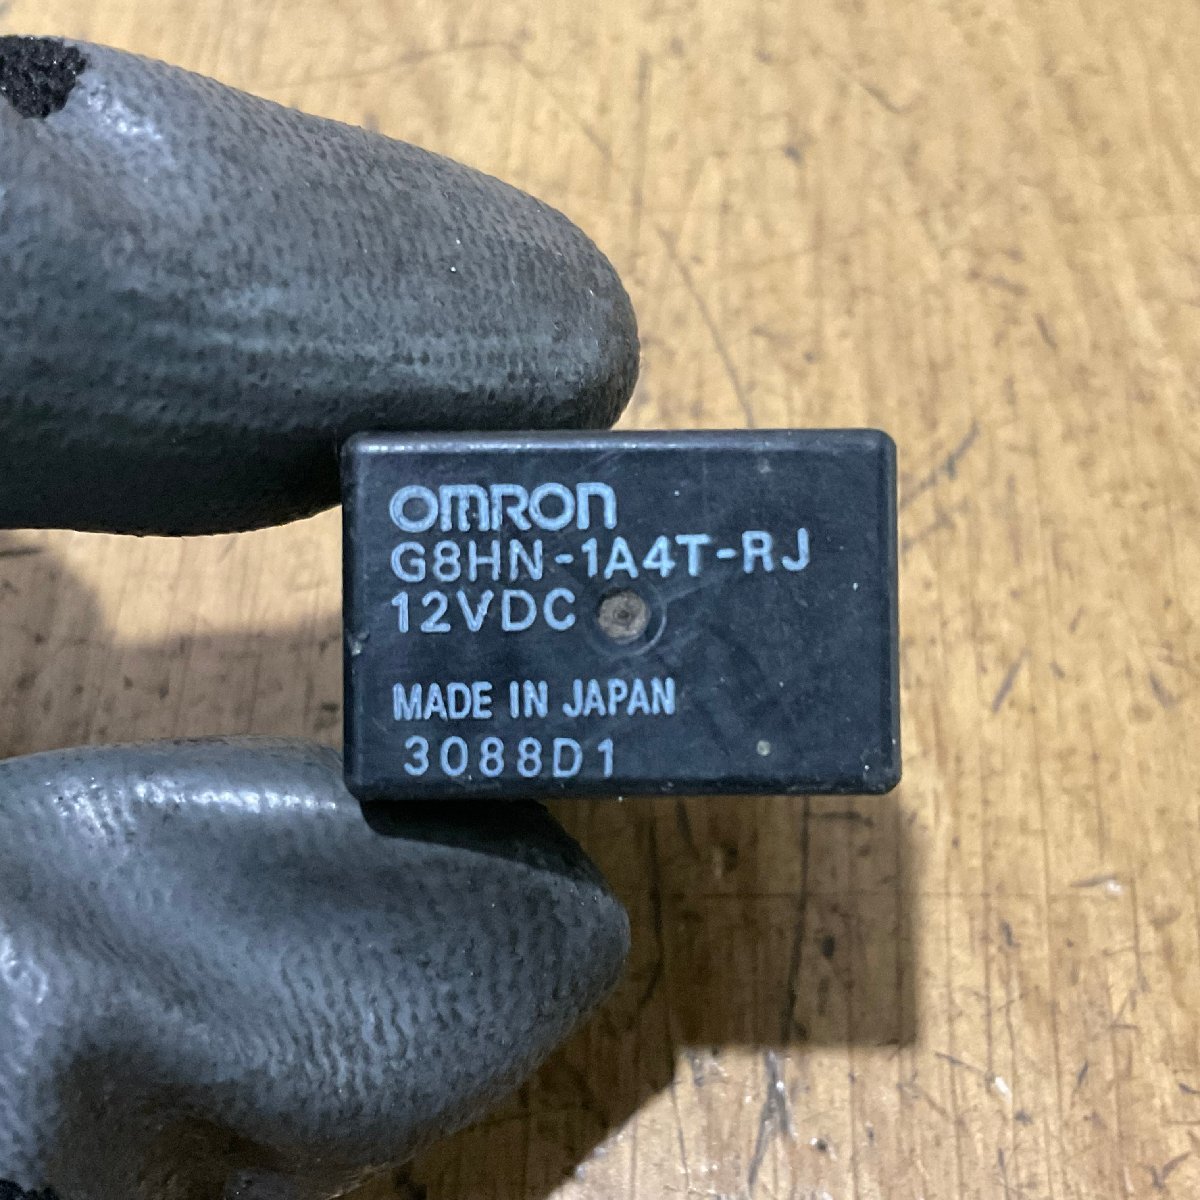 OMRON
G8HN-1A4T-RJ
12VDC
MADE IN JAPAN
3088D1